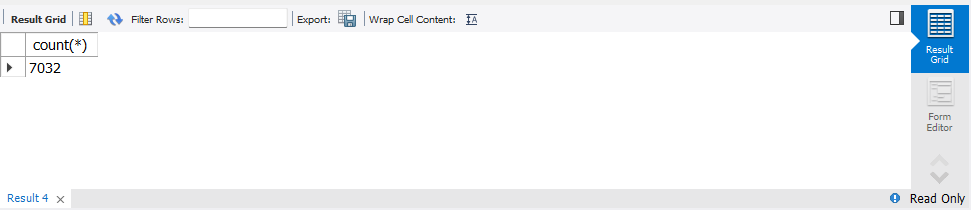 Result Grid Filter Rows: Export: Wrap Cell Content:
count(*)
7032
Result
Grid
Form
Editor
Result 4 × Read Only